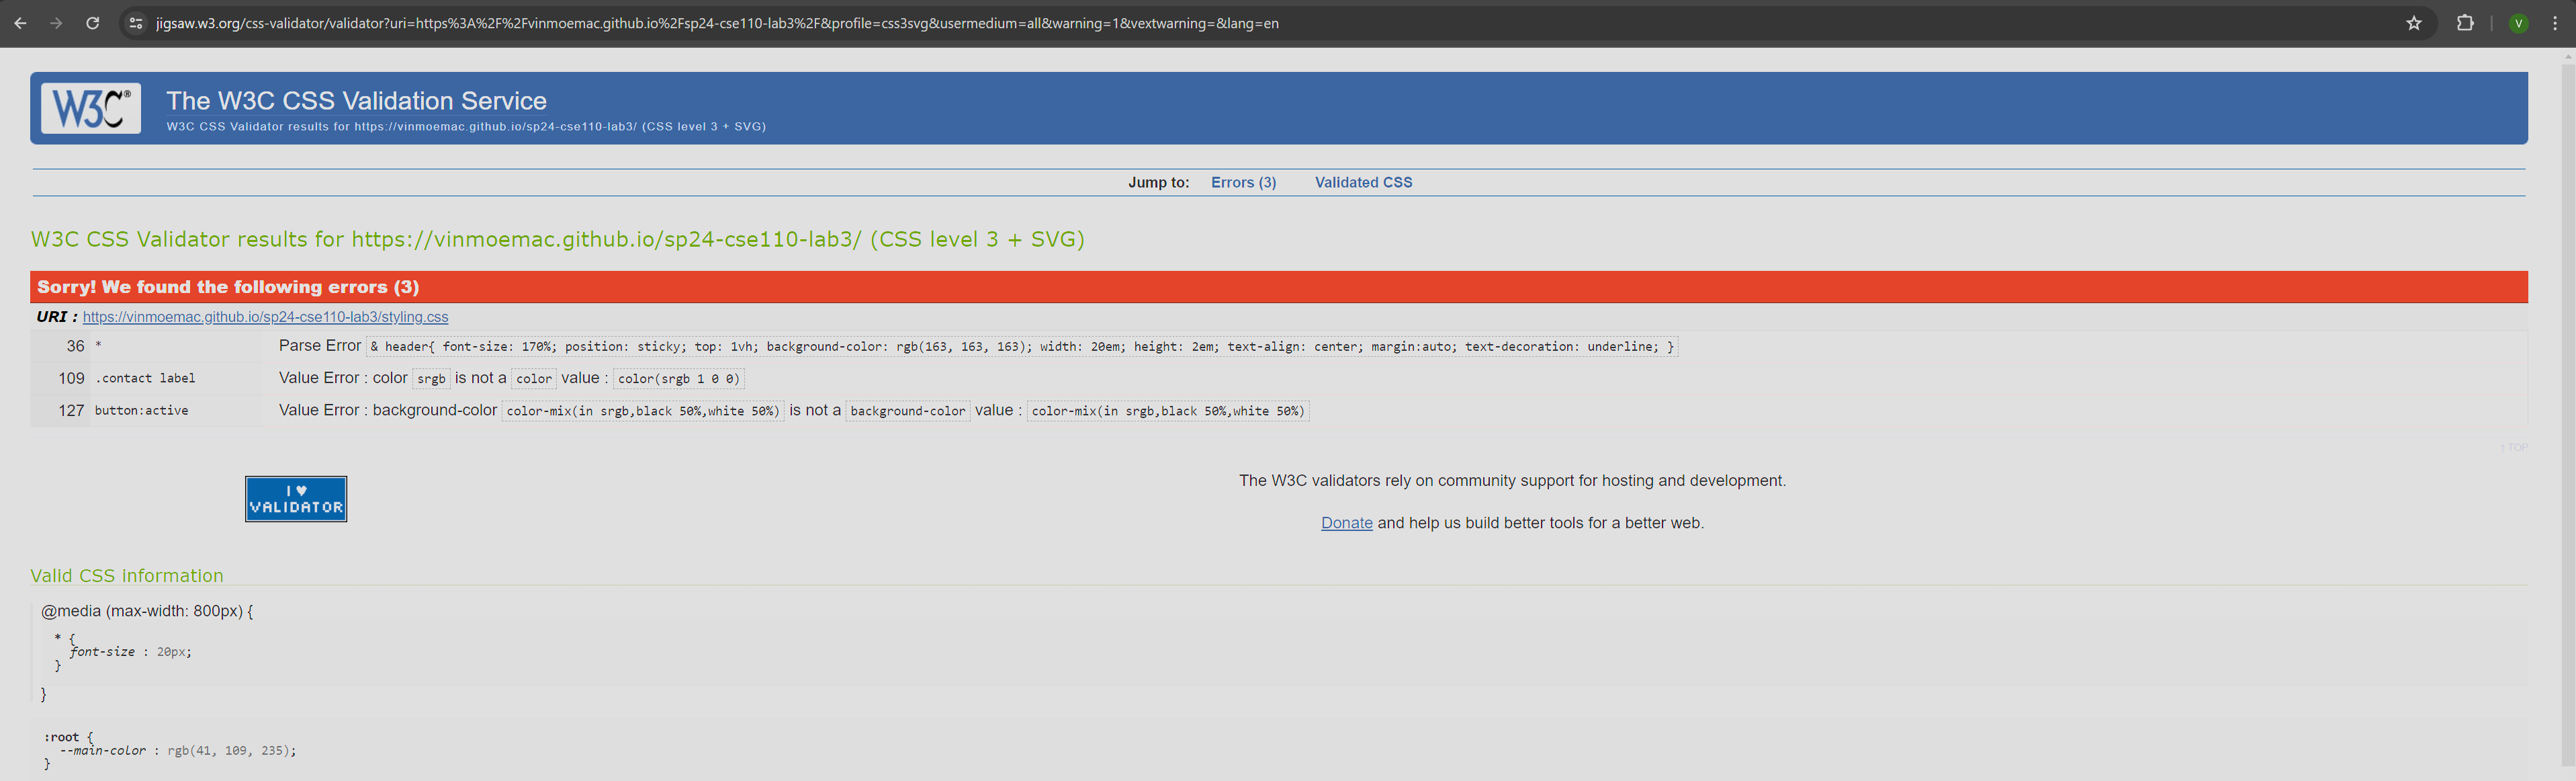 jigsaw.w3.org/css-validator/validator?uri=https%3A%2F%2Fvinmoemac.github.io%2Fsp24-cse110-lab3%2F&profile=css3svg&usermedium=all&warning=1&vextwarning=&lang=en
V
W3C®
The W3C CSS Validation Service
W3C CSS Validator results for https://vinmoemac.github.io/sp24-cse110-lab3/ (CSS level 3 + SVG)
Jump to: Errors (3) Validated CSS
W3C CSS Validator results for https://vinmoemac.github.io/sp24-cse110-lab3/ (CSS level 3 + SVG)
Sorry! We found the following errors (3)
URI : https://vinmoemac.github.io/sp24-cse110-lab3/styling.css
36 * Parse Error & header{ font-size: 170%; position: sticky; top: 1vh; background-color: rgb(163, 163, 163); width: 20em; height: 2em; text-align: center; margin:auto; text-decoration: underline; }
109 .contact label Value Error : color srgb is not a color value : color(srgb 1 0 0)
127 button:active Value Error : background-color color-mix(in srgb,black 50%,white 50%) is not a background-color value : color-mix(in srgb,black 50%,white 50%)
↑ TOP
I ♥
VALIDATOR
The W3C validators rely on community support for hosting and development.
Donate and help us build better tools for a better web.
Valid CSS information
@media (max-width: 800px) {
* {
font-size : 20px;
}
}
:root {
--main-color : rgb(41, 109, 235);
}